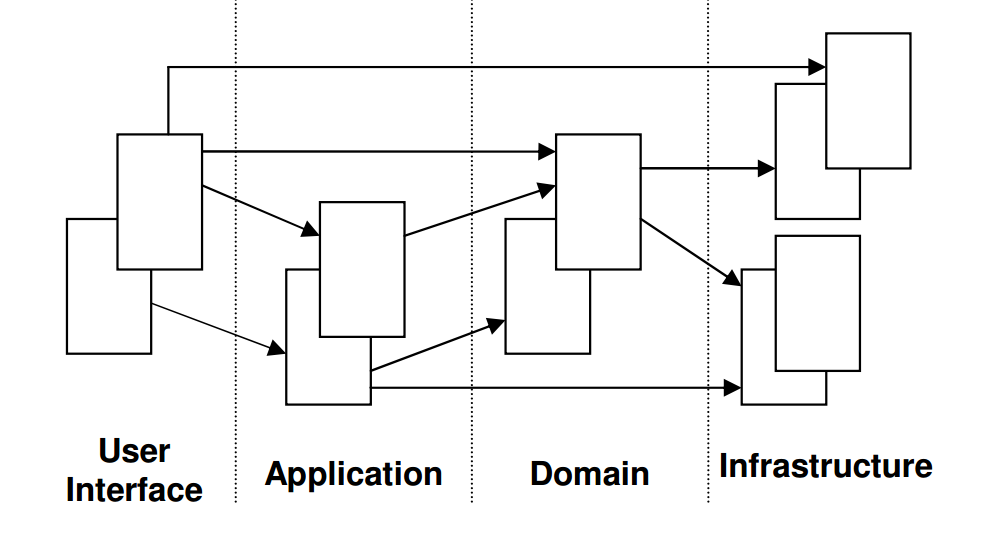 User
Interface
Application
Domain
Infrastructure